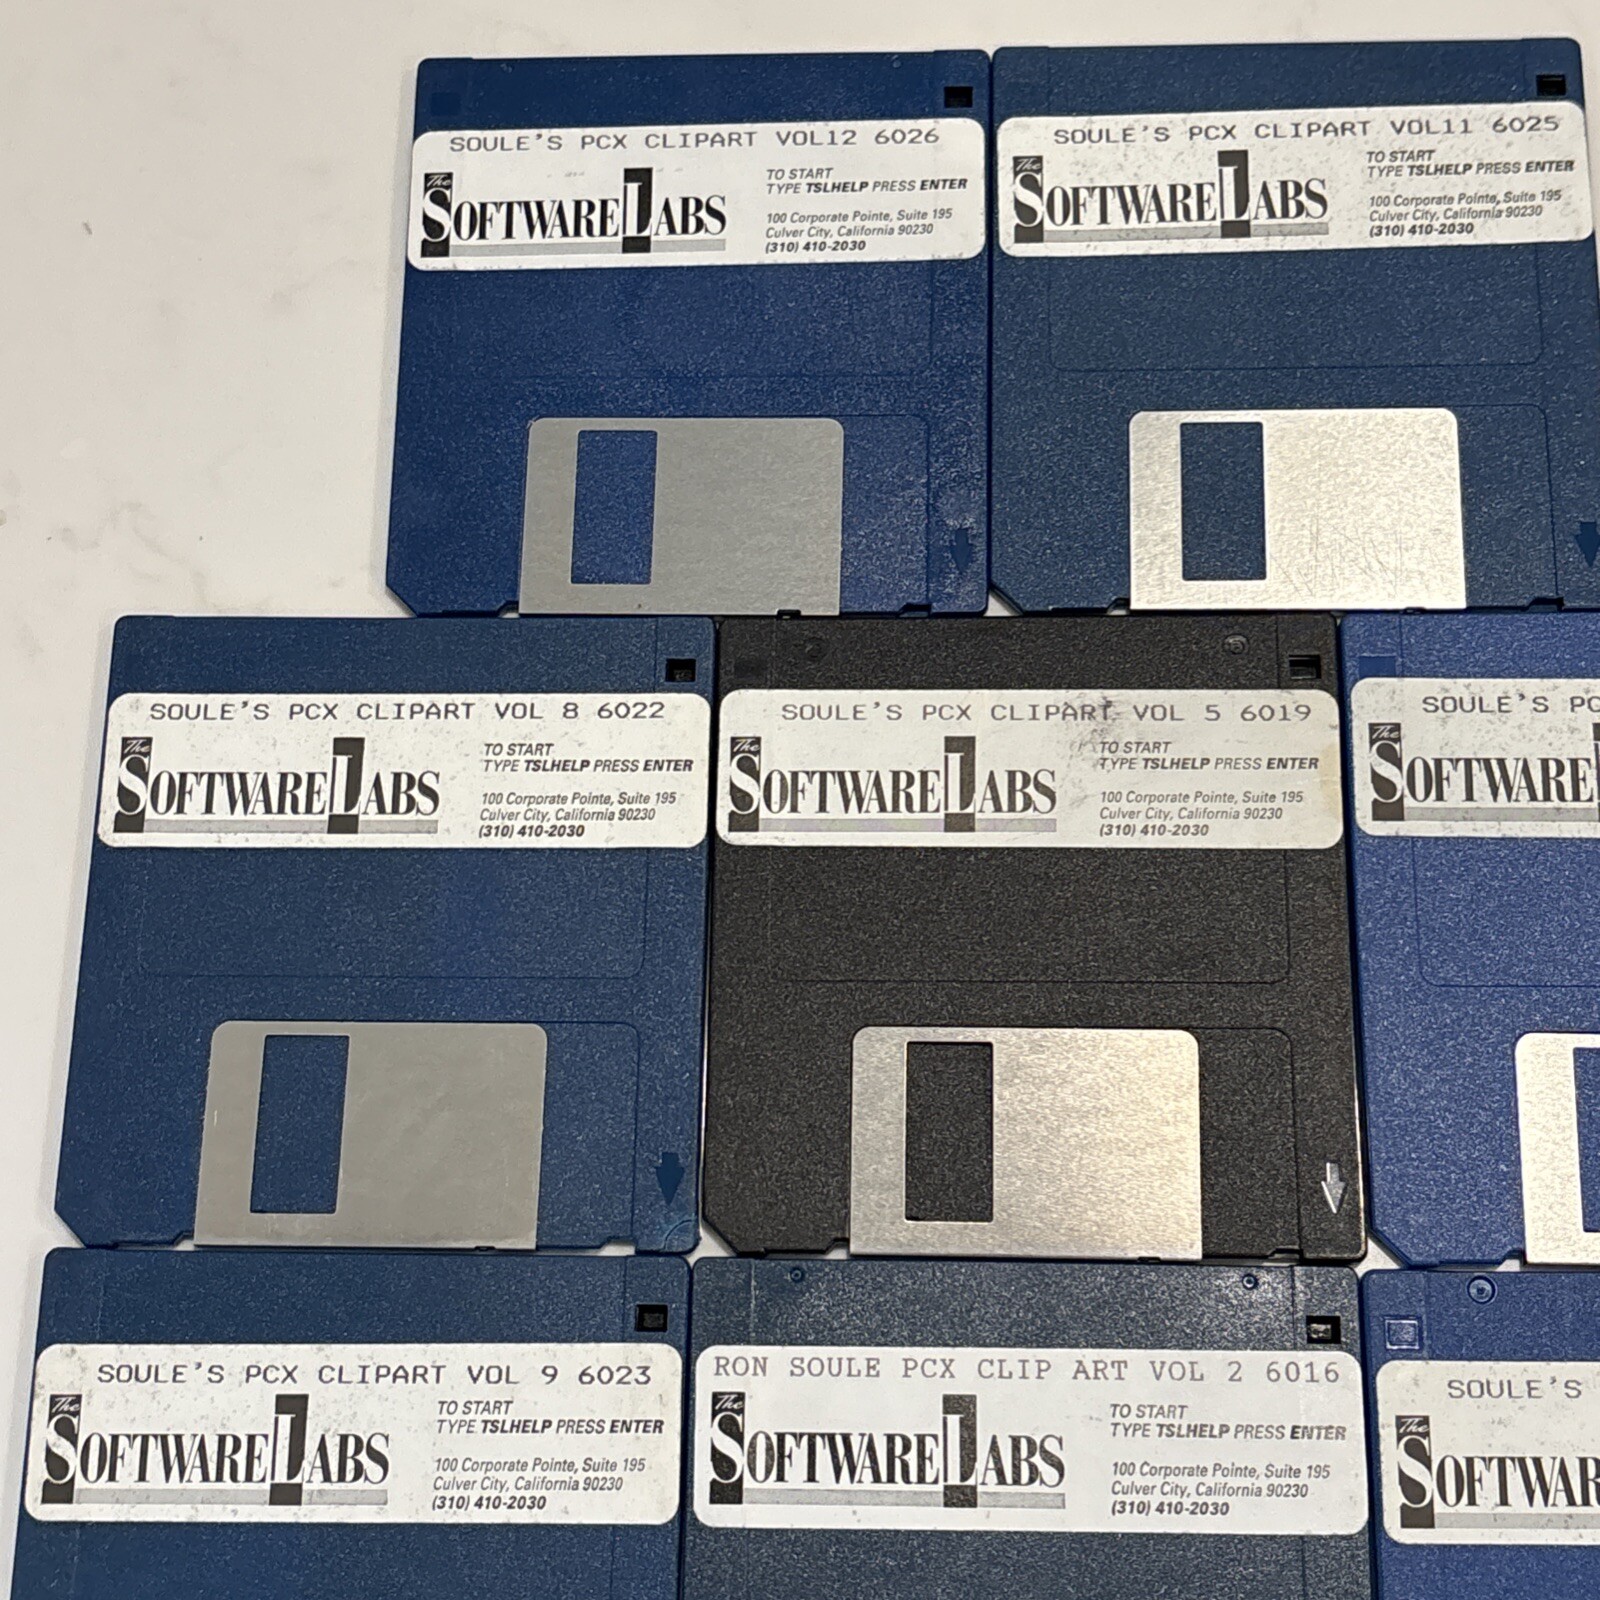 SOULE'S PCX CLIPART VOL12 6026
The SOFTWARE LABS
TO START
TYPE TSLHELP PRESS ENTER
100 Corporate Pointe, Suite 195
Culver City, California 90230
(310) 410-2030
SOULE'S PCX CLIPART VOL11 6025
The SOFTWARE LABS
TO START
TYPE TSLHELP PRESS ENTER
100 Corporate Pointe, Suite 195
Culver City, California 90230
(310) 410-2030
SOULE'S PCX CLIPART VOL 8 6022
The SOFTWARE LABS
TO START
TYPE TSLHELP PRESS ENTER
100 Corporate Pointe, Suite 195
Culver City, California 90230
(310) 410-2030
SOULE'S PCX CLIPART VOL 5 6019
The SOFTWARE LABS
TO START
TYPE TSLHELP PRESS ENTER
100 Corporate Pointe, Suite 195
Culver City, California 90230
(310) 410-2030
SOULE'S PC
The SOFTWARE
SOULE'S PCX CLIPART VOL 9 6023
The SOFTWARE LABS
TO START
TYPE TSLHELP PRESS ENTER
100 Corporate Pointe, Suite 195
Culver City, California 90230
(310) 410-2030
RON SOULE PCX CLIP ART VOL 2 6016
The SOFTWARE LABS
TO START
TYPE TSLHELP PRESS ENTER
100 Corporate Pointe, Suite 195
Culver City, California 90230
(310) 410-2030
SOULE'S
The SOFTWAR